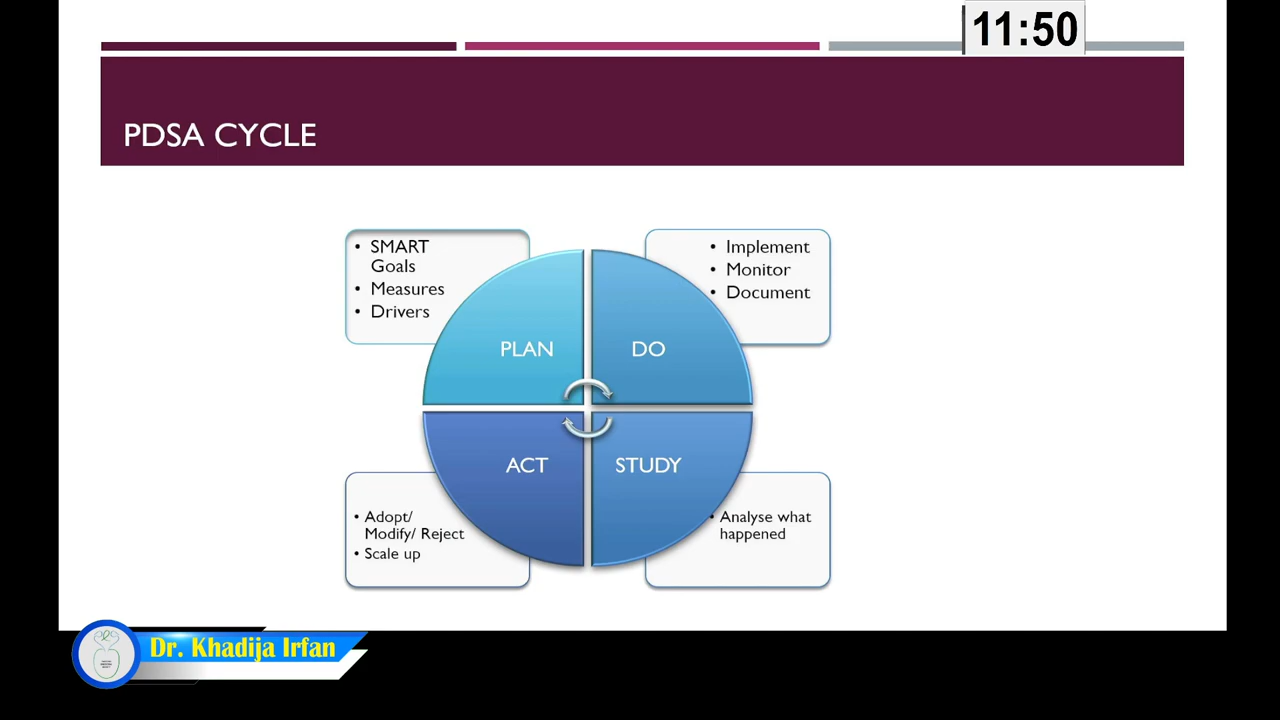 11:50
PDSA CYCLE
• SMART
Goals
• Measures
• Drivers
• Implement
• Monitor
• Document
PLAN
DO
ACT
STUDY
• Adopt/
Modify/ Reject
• Scale up
• Analyse what
happened
Dr. Khadija Irfan